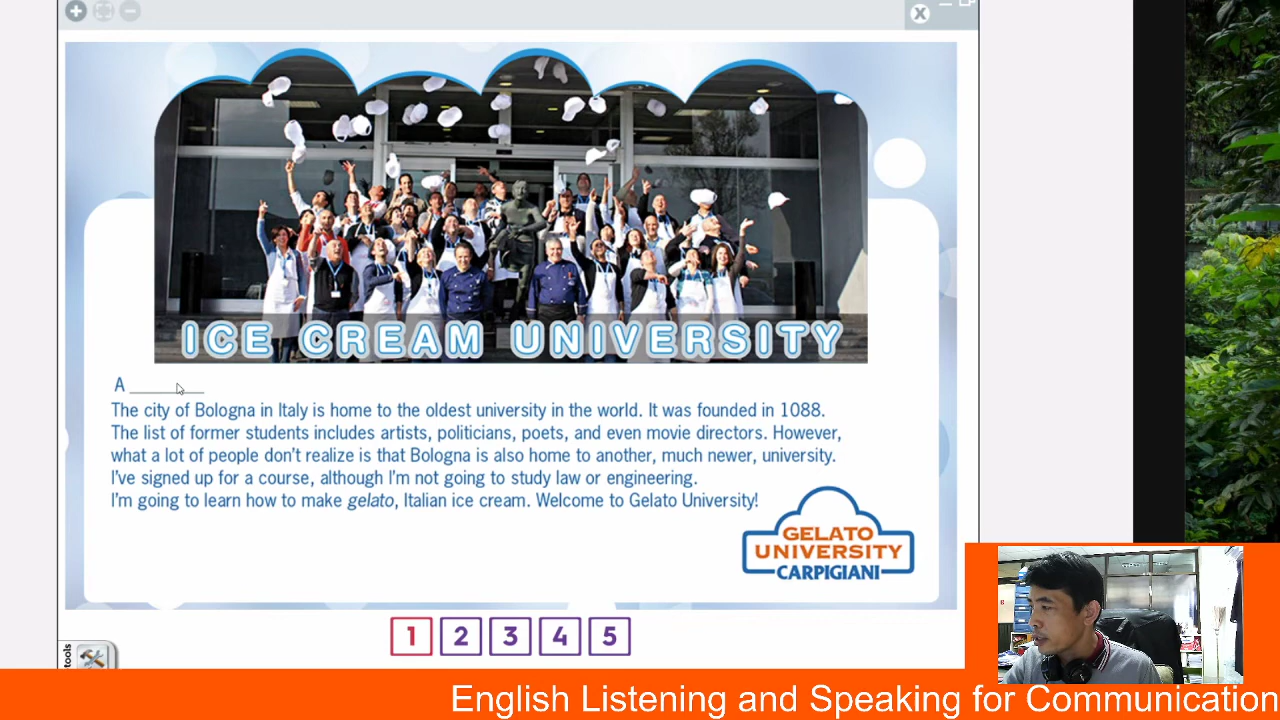 ICE CREAM UNIVERSITY
A ________
The city of Bologna in Italy is home to the oldest university in the world. It was founded in 1088.
The list of former students includes artists, politicians, poets, and even movie directors. However,
what a lot of people don't realize is that Bologna is also home to another, much newer, university.
I've signed up for a course, although I'm not going to study law or engineering.
I'm going to learn how to make gelato, Italian ice cream. Welcome to Gelato University!
GELATO
UNIVERSITY
CARPIGIANI
1 2 3 4 5
tools
English Listening and Speaking for Communication